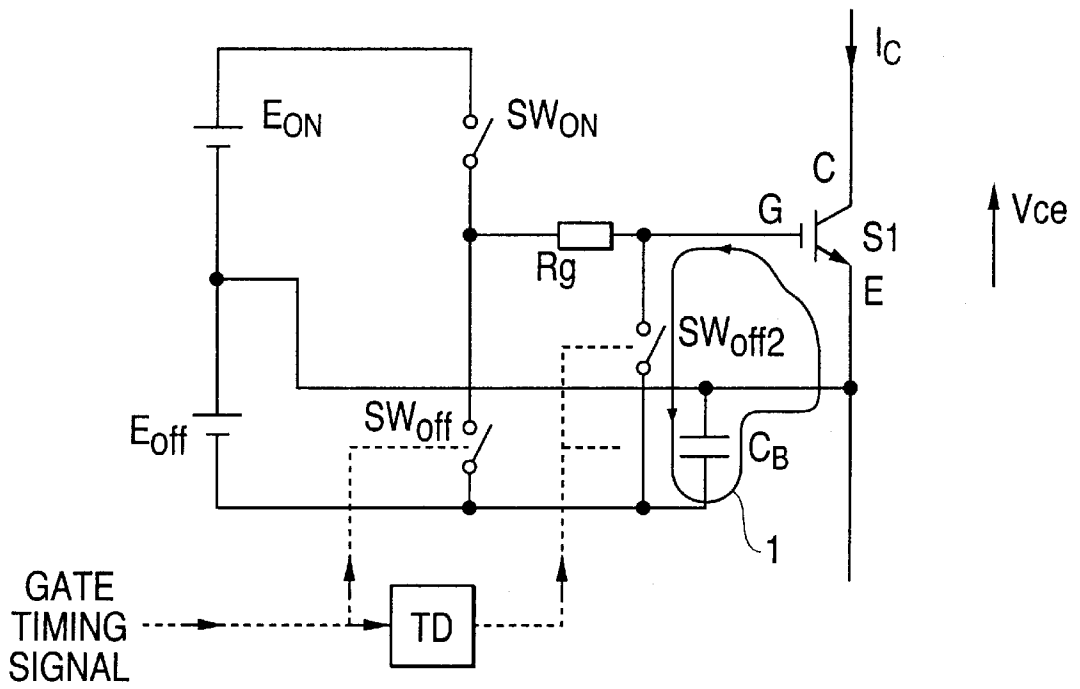 I_C
E_ON
SW_ON
C
G
Vce
S1
Rg
E
SW_off2
E_off
SW_off
C_B
1
GATE
TIMING
SIGNAL
TD